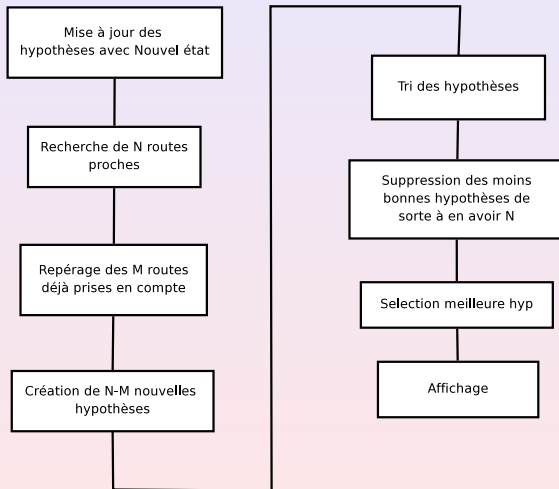 Mise à jour des
hypothèses avec Nouvel état
Recherche de N routes
proches
Repérage des M routes
déjà prises en compte
Création de N-M nouvelles
hypothèses
Tri des hypothèses
Suppression des moins
bonnes hypothèses de
sorte à en avoir N
Selection meilleure hyp
Affichage